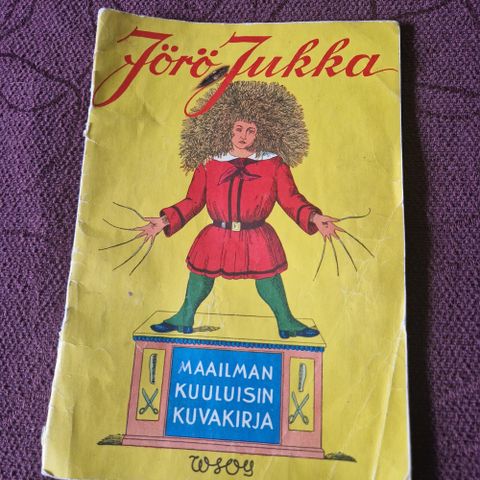 Jörö Jukka
MAAILMAN
KUULUISIN
KUVAKIRJA
WSOY